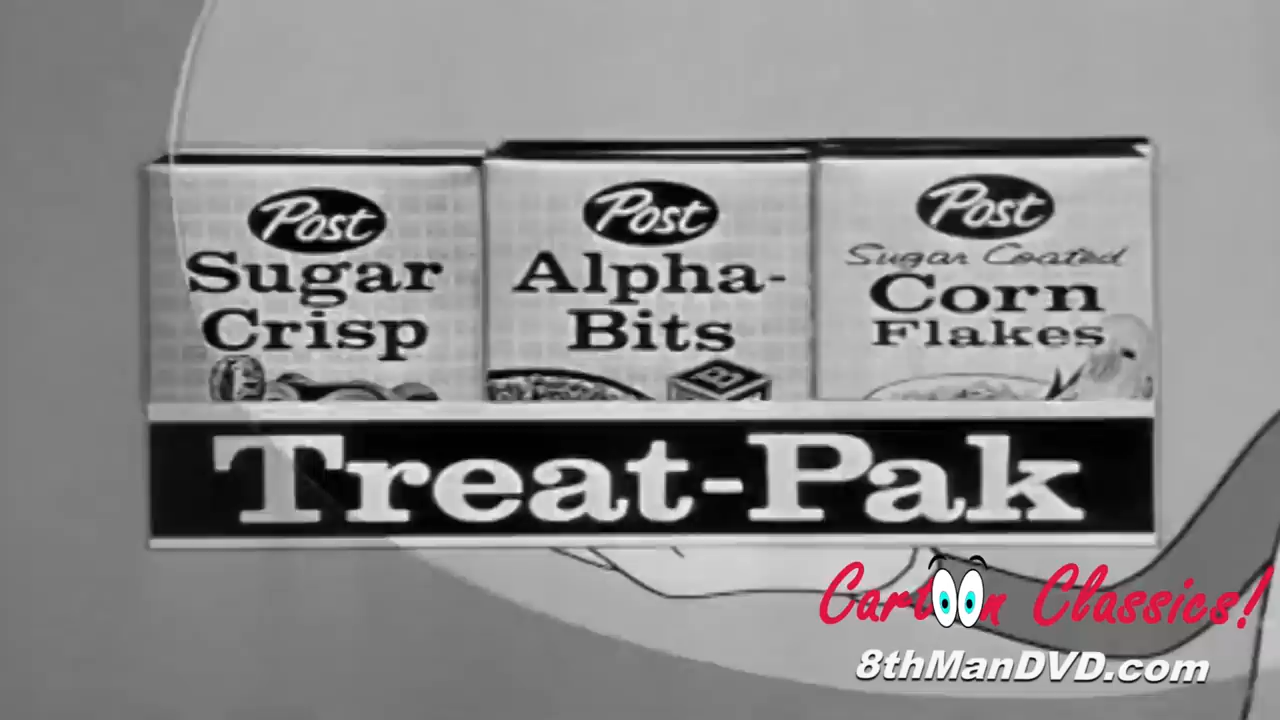 Post
Sugar
Crisp
Post
Alpha-
Bits
Post
Sugar Coated
Corn
Flakes
B
Treat-Pak
Cartoon Classics!
8thManDVD.com